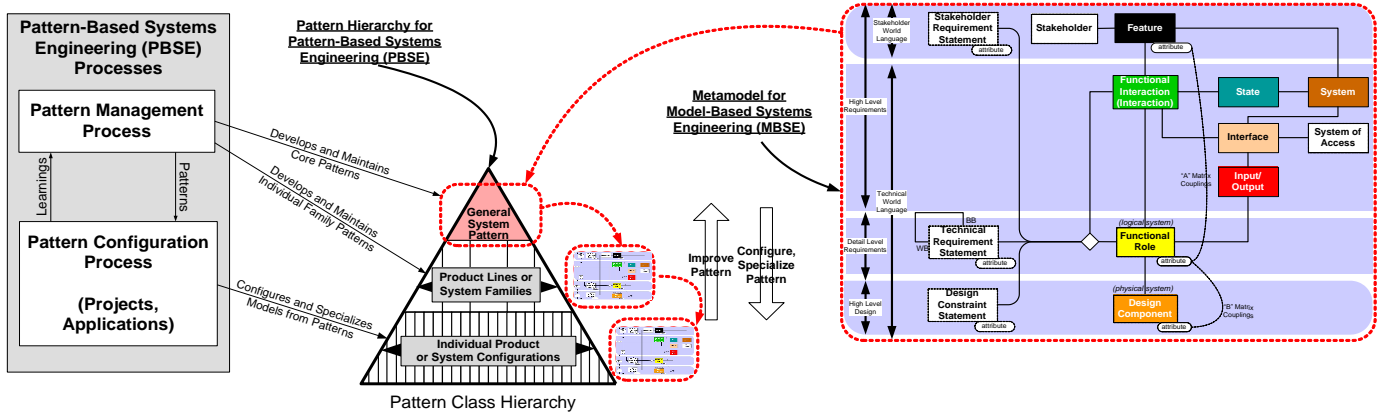 Pattern-Based Systems
Engineering (PBSE)
Processes
Pattern Management
Process
Learnings
Patterns
Pattern Configuration
Process
(Projects,
Applications)
Pattern Hierarchy for
Pattern-Based Systems
Engineering (PBSE)
Develops and Maintains
Core Patterns
Develops and Maintains
Individual Family Patterns
Configures and Specializes
Models from Patterns
General
System
Pattern
Product Lines or
System Families
Individual Product
or System Configurations
Pattern Class Hierarchy
Improve
Pattern
Configure,
Specialize
Pattern
Metamodel for
Model-Based Systems
Engineering (MBSE)
Stakeholder
World
Language
High Level
Requirements
Technical
World
Language
Detail Level
Requirements
High Level
Design
Stakeholder
Requirement
Statement
attribute
Stakeholder
Feature
attribute
Functional
Interaction
(Interaction)
State
System
Interface
System of
Access
"A" Matrix
Couplings
Input/
Output
BB
WB
Technical
Requirement
Statement
attribute
(logical system)
Functional
Role
attribute
Design
Constraint
Statement
attribute
(physical system)
Design
Component
attribute
"B" Matrix
Couplings